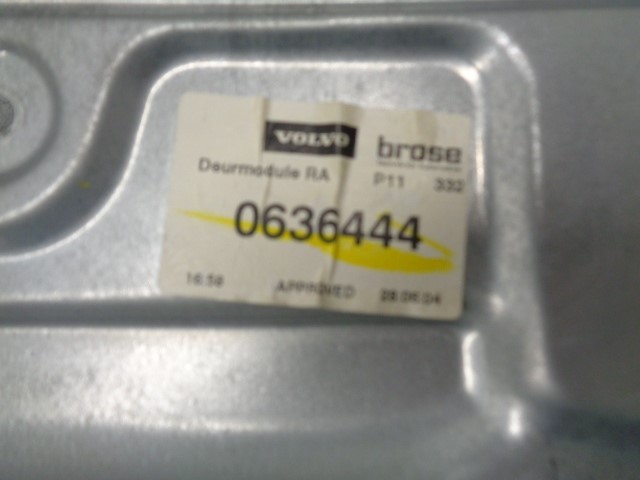 VOLVO brose
Deurmodule RA P11 332
0636444
16:59 APPROVED 28.06.04